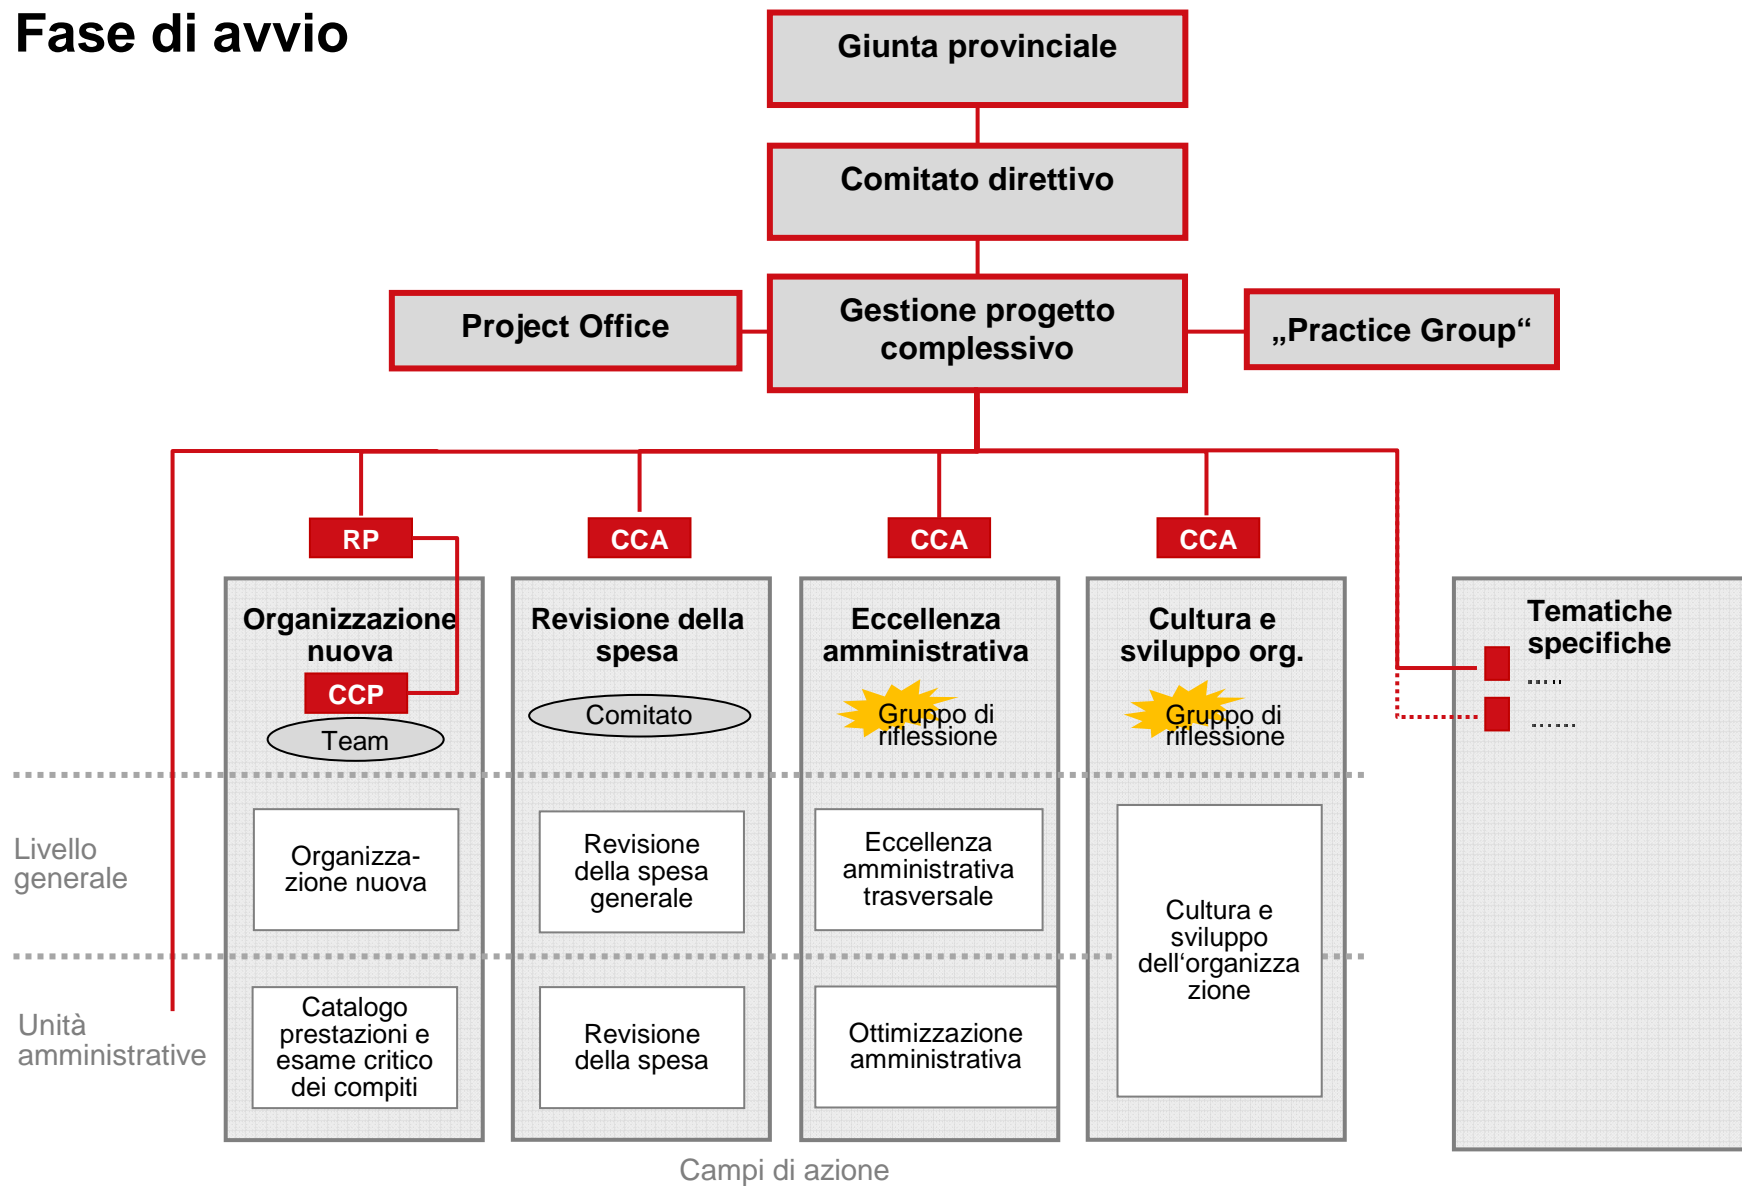 Fase di avvio
Giunta provinciale
Comitato direttivo
Project Office
Gestione progetto
complessivo
„Practice Group“
RP
CCA
CCA
CCA
Organizzazione
nuova
CCP
Team
Revisione della
spesa
Comitato
Eccellenza
amministrativa
Gruppo di
riflessione
Cultura e
sviluppo org.
Gruppo di
riflessione
Tematiche
specifiche
.....
......
Livello
generale
Organizza-
zione nuova
Revisione
della spesa
generale
Eccellenza
amministrativa
trasversale
Cultura e
sviluppo
dell‘organizza
zione
Unità
amministrative
Catalogo
prestazioni e
esame critico
dei compiti
Revisione
della spesa
Ottimizzazione
amministrativa
Campi di azione